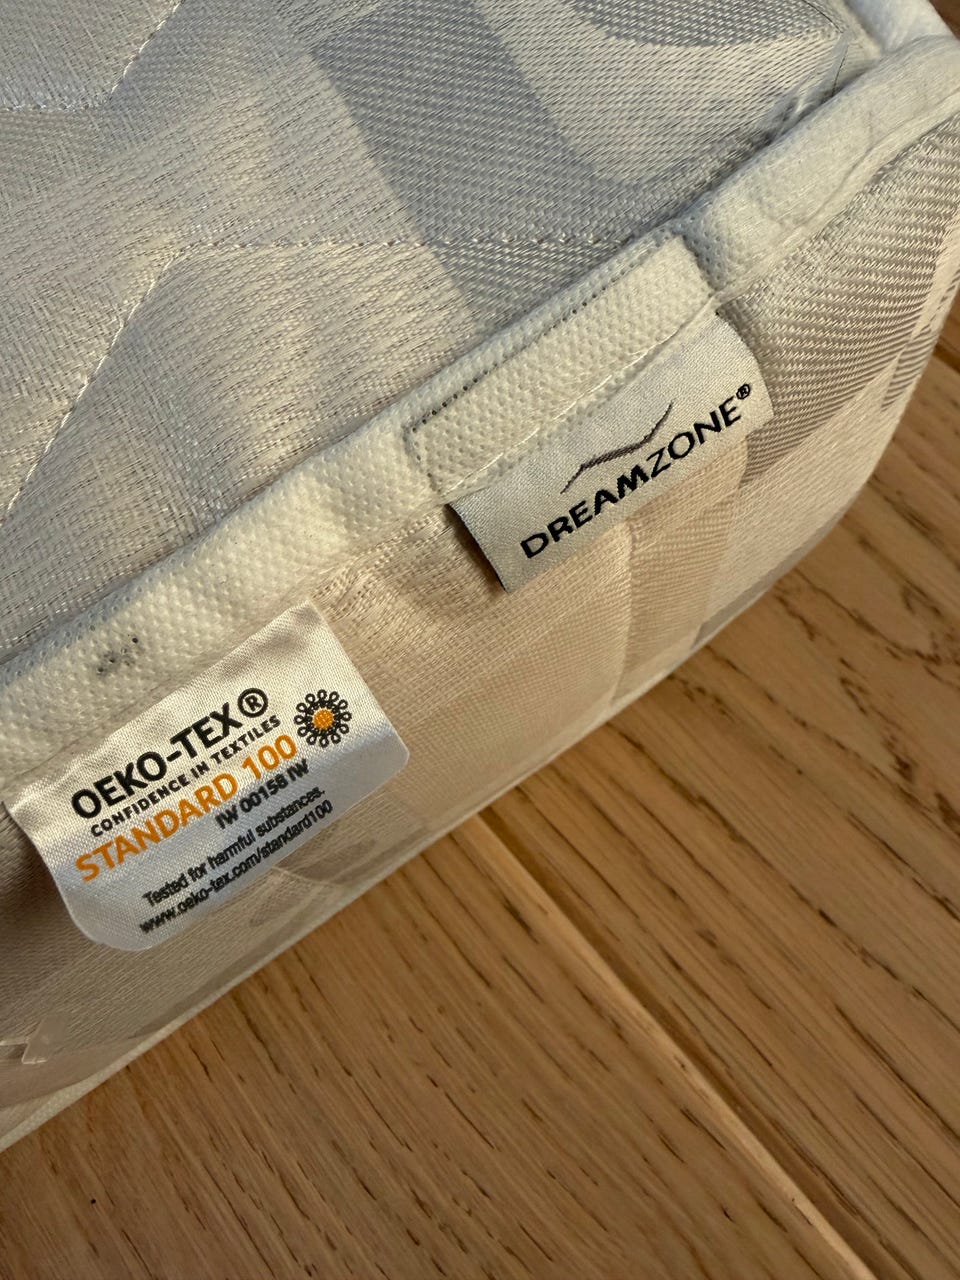 DREAMZONE®
OEKO-TEX®
CONFIDENCE IN TEXTILES
STANDARD 100
IW 00158 IW
Tested for harmful substances.
www.oeko-tex.com/standard100